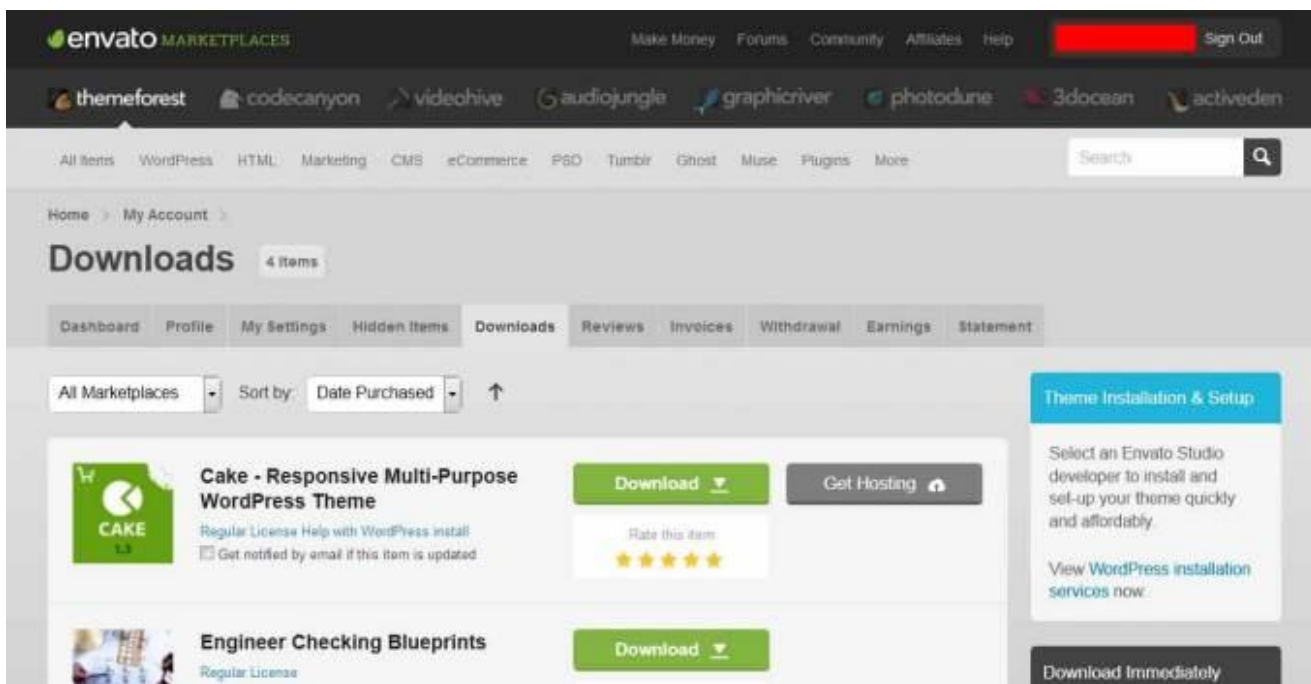 envato MARKETPLACES Make Money Forums Community Affiliates Help Sign Out
themeforest codecanyon videohive audiojungle graphicriver photodune 3docean activeden
All Items WordPress HTML Marketing CMS eCommerce PSD Tumblr Ghost Muse Plugins More Search
Home > My Account >
Downloads 4 Items
Dashboard Profile My Settings Hidden Items Downloads Reviews Invoices Withdrawal Earnings Statement
All Marketplaces Sort by: Date Purchased
Cake - Responsive Multi-Purpose
WordPress Theme
Regular License Help with WordPress install
Get notified by email if this item is updated
CAKE
1.3
Download
Rate this item
Get Hosting
Engineer Checking Blueprints
Regular License
Download
Theme Installation & Setup
Select an Envato Studio
developer to install and
set-up your theme quickly
and affordably.
View WordPress installation
services now.
Download Immediately